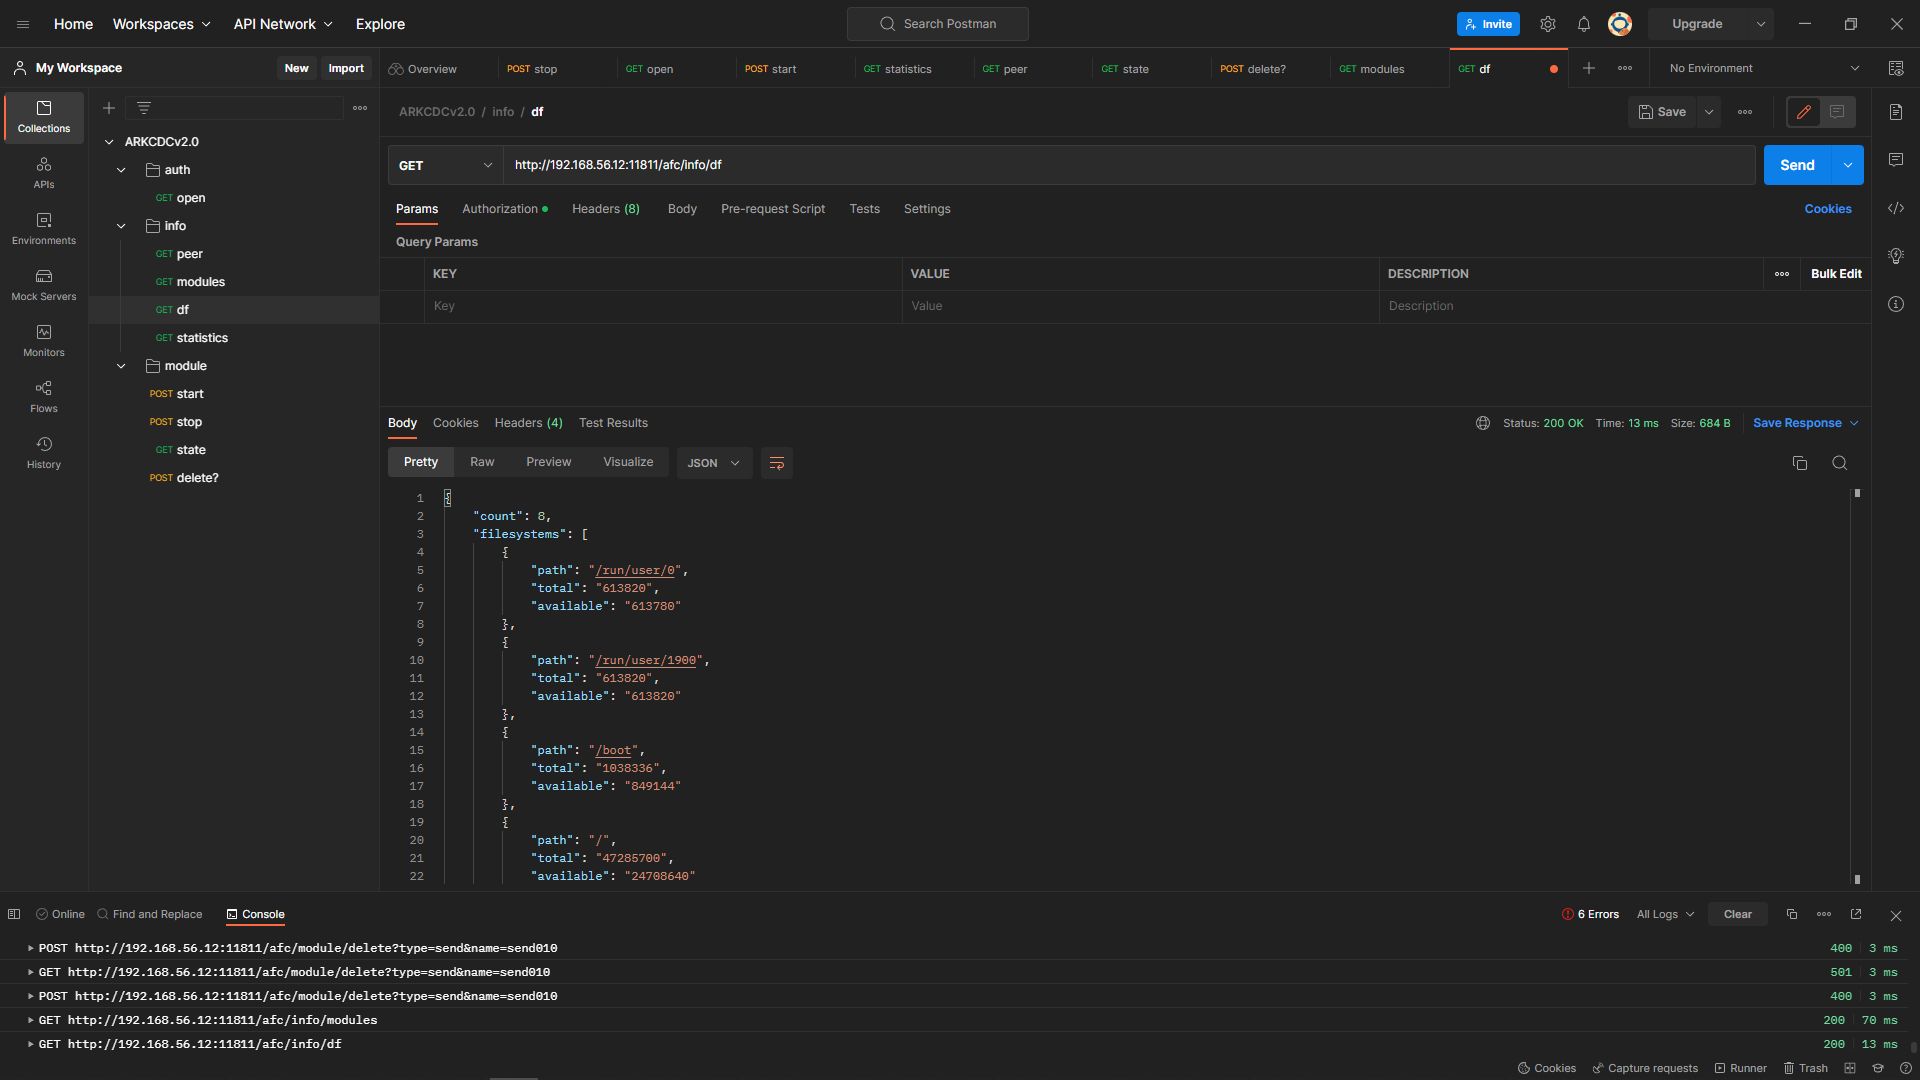 Home Workspaces API Network Explore Search Postman Invite Upgrade
My Workspace New Import Overview POST stop GET open POST start GET statistics GET peer GET state POST delete? GET modules GET df No Environment
Collections
APIs
Environments
Mock Servers
Monitors
Flows
History
ARKCDCv2.0
auth
GET open
info
GET peer
GET modules
GET df
GET statistics
module
POST start
POST stop
GET state
POST delete?
ARKCDCv2.0 / info / df Save
GET http://192.168.56.12:11811/afc/info/df Send
Params Authorization Headers (8) Body Pre-request Script Tests Settings Cookies
Query Params
KEY VALUE DESCRIPTION Bulk Edit
Key Value Description
Body Cookies Headers (4) Test Results Status: 200 OK Time: 13 ms Size: 684 B Save Response
Pretty Raw Preview Visualize JSON
1 {
2 "count": 8,
3 "filesystems": [
4 {
5 "path": "/run/user/0",
6 "total": "613820",
7 "available": "613780"
8 },
9 {
10 "path": "/run/user/1900",
11 "total": "613820",
12 "available": "613820"
13 },
14 {
15 "path": "/boot",
16 "total": "1038336",
17 "available": "849144"
18 },
19 {
20 "path": "/",
21 "total": "47285700",
22 "available": "24708640"
Online Find and Replace Console 6 Errors All Logs Clear
POST http://192.168.56.12:11811/afc/module/delete?type=send&name=send010 400 3 ms
GET http://192.168.56.12:11811/afc/module/delete?type=send&name=send010 501 3 ms
POST http://192.168.56.12:11811/afc/module/delete?type=send&name=send010 400 3 ms
GET http://192.168.56.12:11811/afc/info/modules 200 70 ms
GET http://192.168.56.12:11811/afc/info/df 200 13 ms
Cookies Capture requests Runner Trash